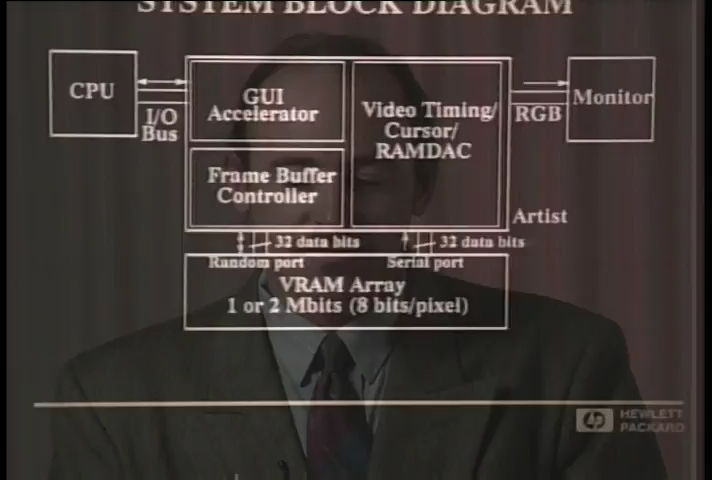 SYSTEM BLOCK DIAGRAM
CPU
I/O
Bus
GUI
Accelerator
Video Timing/
Cursor/
RAMDAC
RGB
Monitor
Frame Buffer
Controller
Artist
32 data bits
32 data bits
Random port
Serial port
VRAM Array
1 or 2 Mbits (8 bits/pixel)
hp
HEWLETT
PACKARD